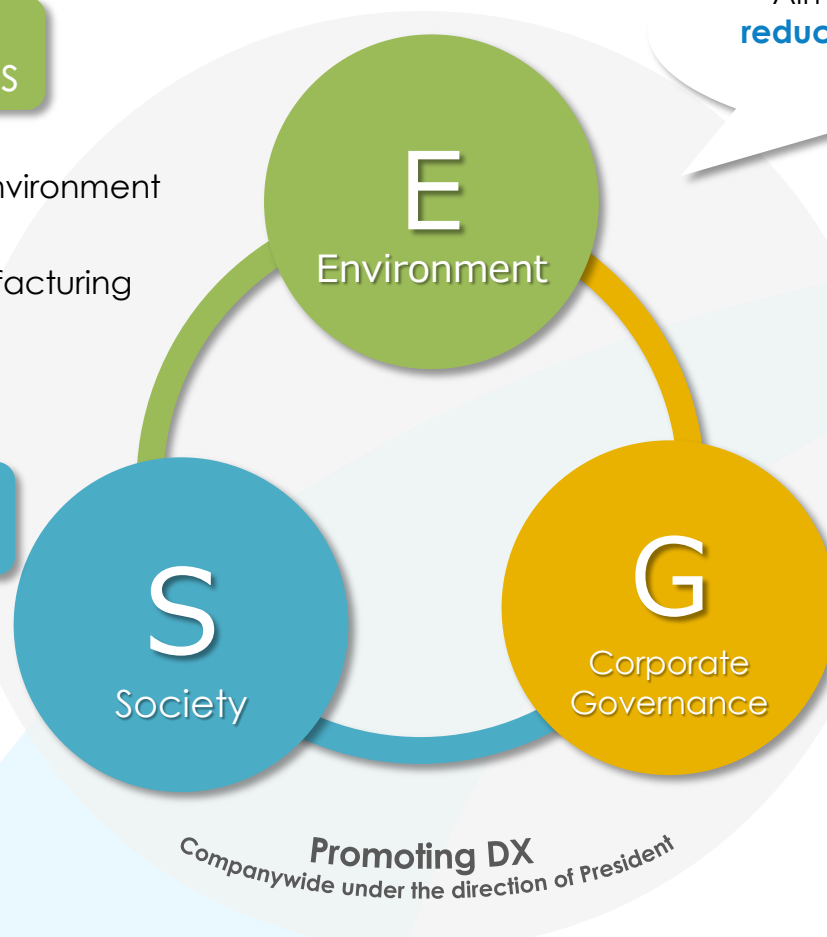 reduc
s
nvironment
facturing
E
Environment
S
Society
G
Corporate
Governance
Promoting DX
Companywide under the direction of President